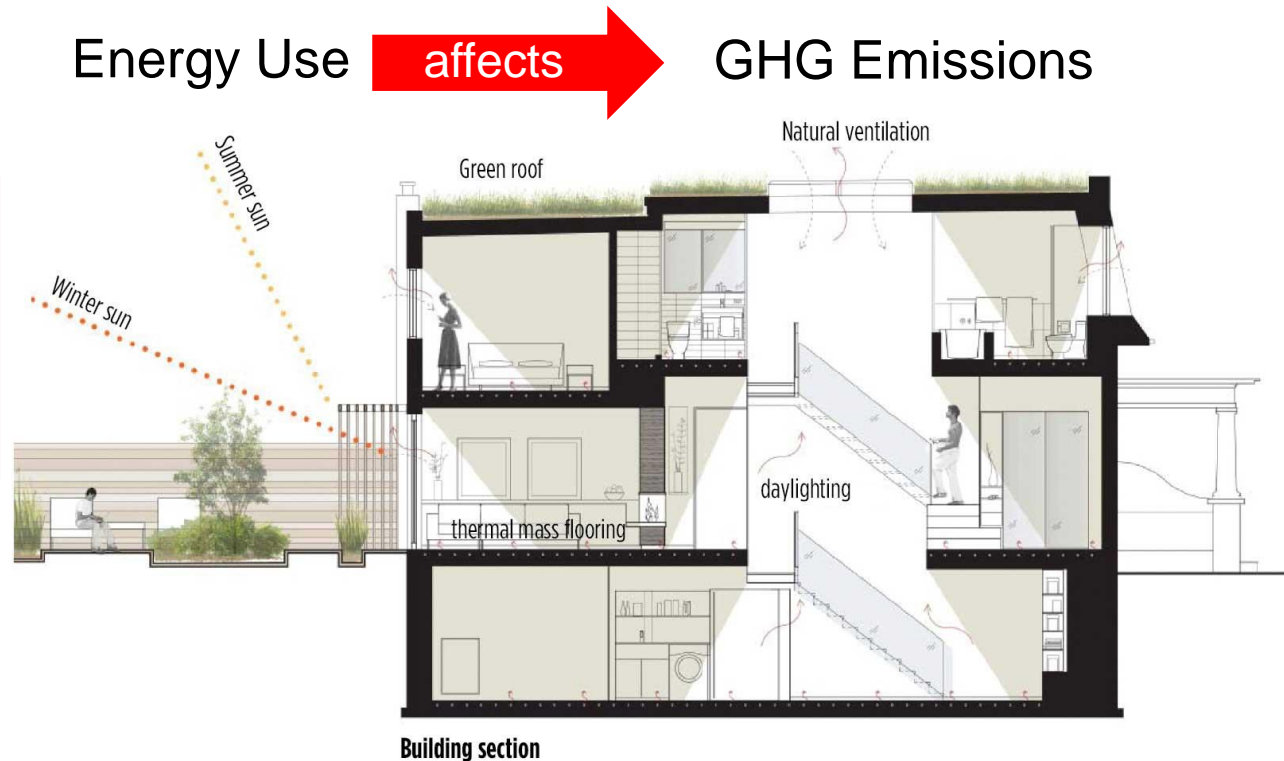 Energy Use affects GHG Emissions
Natural ventilation
Summer sun
Green roof
Winter sun
daylighting
thermal mass flooring
Building section